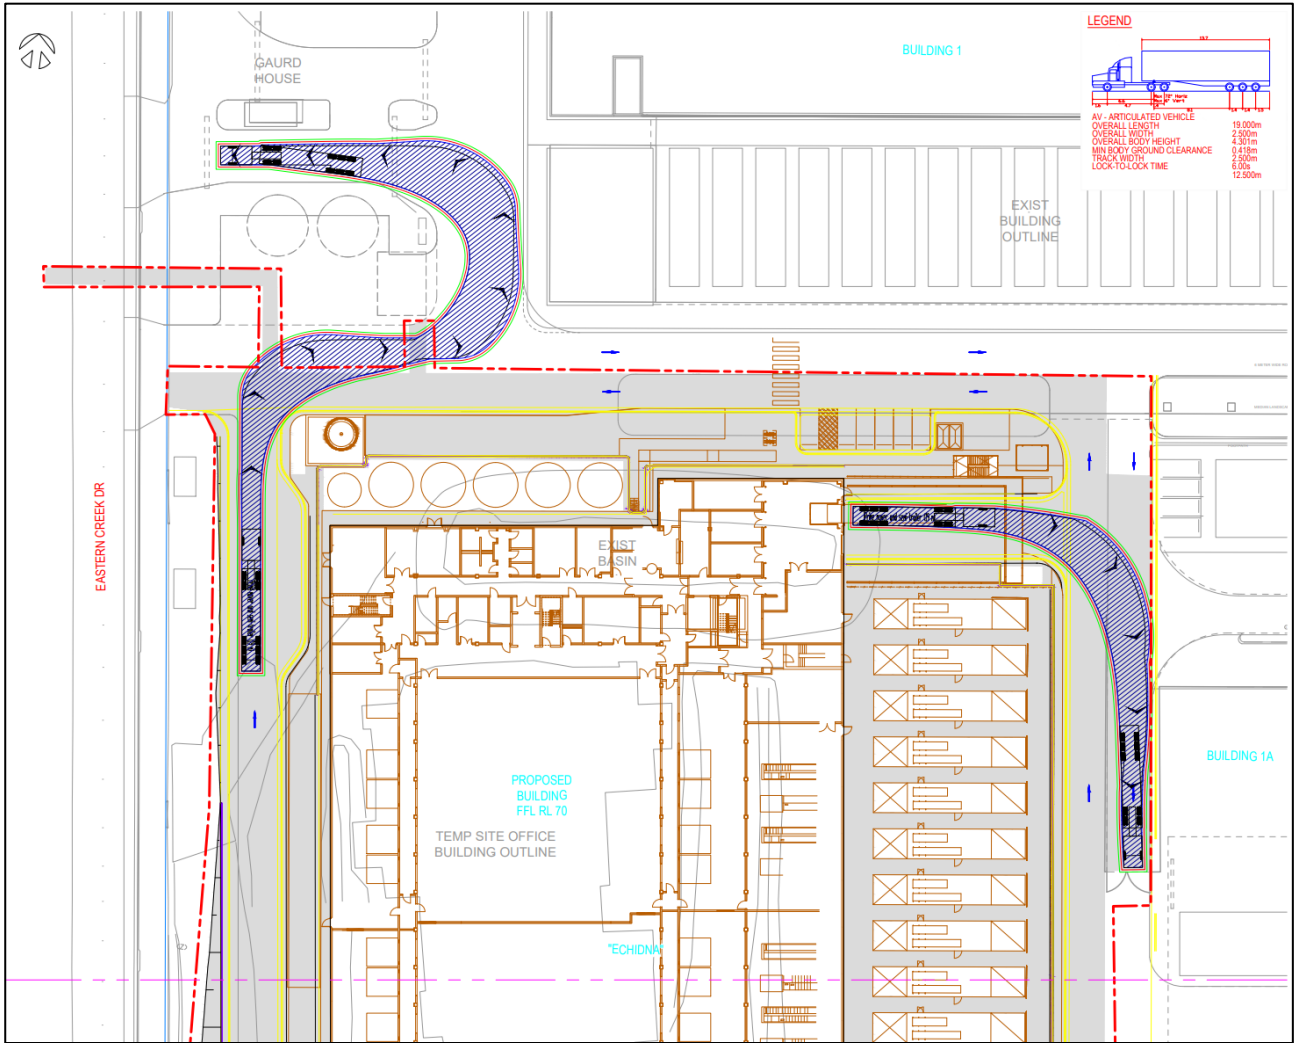 LEGEND
13.7
AV - ARTICULATED VEHICLE
OVERALL LENGTH 19.000m
OVERALL WIDTH 2.500m
OVERALL BODY HEIGHT 4.301m
MIN BODY GROUND CLEARANCE 0.418m
TRACK WIDTH 2.500m
LOCK-TO-LOCK TIME 6.00s
12.500m
GAURD
HOUSE
BUILDING 1
EXIST
BUILDING
OUTLINE
EASTERN CREEK DR
EXIST
BASIN
PROPOSED
BUILDING
FFL RL 70
TEMP SITE OFFICE
BUILDING OUTLINE
"ECHIDNA"
BUILDING 1A